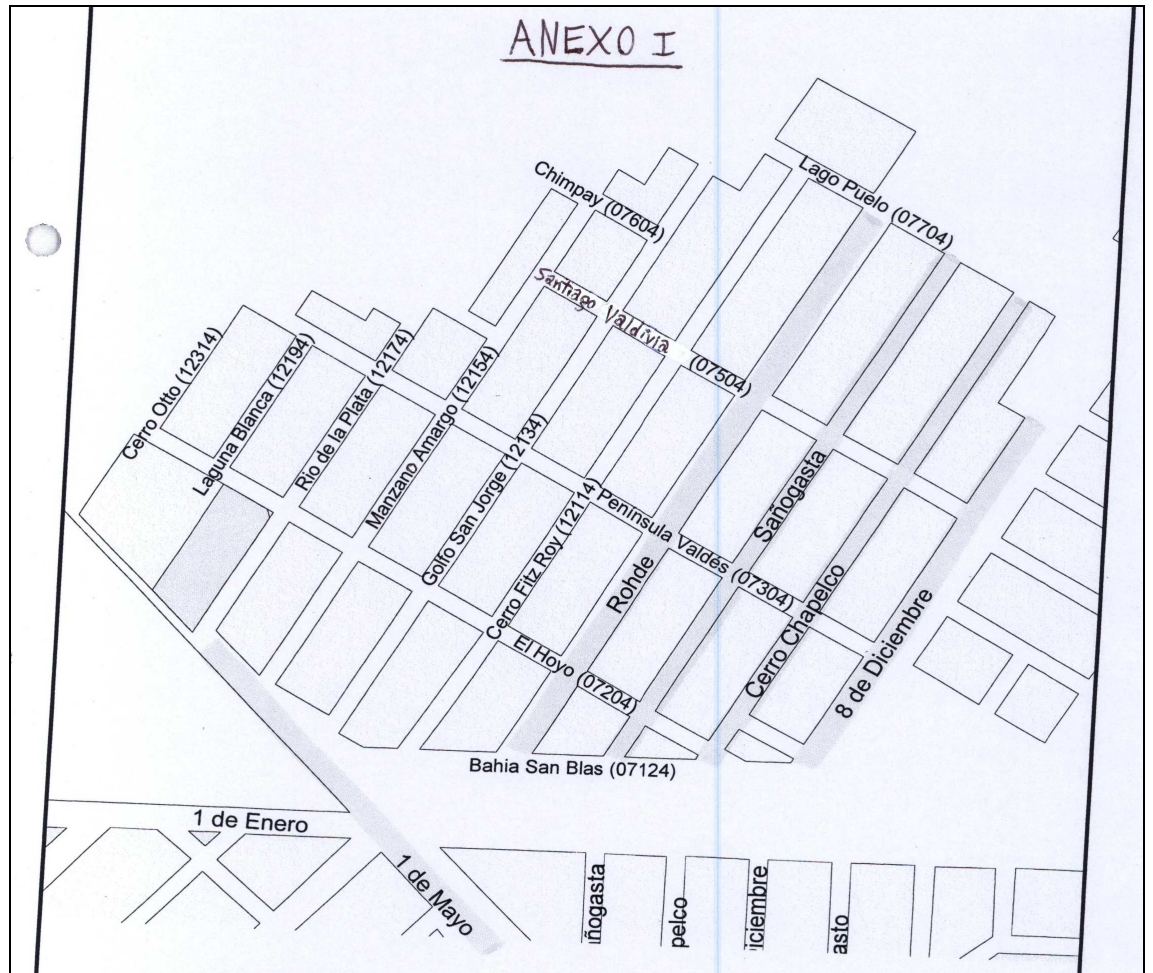 ANEXO I
Lago Puelo (07704)
Chimpay (07604)
Santiago Valdivia (07504)
Cerro Otto (12314)
Laguna Blanca (12194)
Rio de la Plata (12174)
Manzano Amargo (12154)
Golfo San Jorge (12134)
Cerro Fitz Roy (12114)
Península Valdés (07304)
Rohde
Sañogasta
Cerro Chapelco
8 de Diciembre
El Hoyo (07204)
Bahia San Blas (07124)
1 de Enero
1 de Mayo
iñogasta
pelco
iciembre
asto